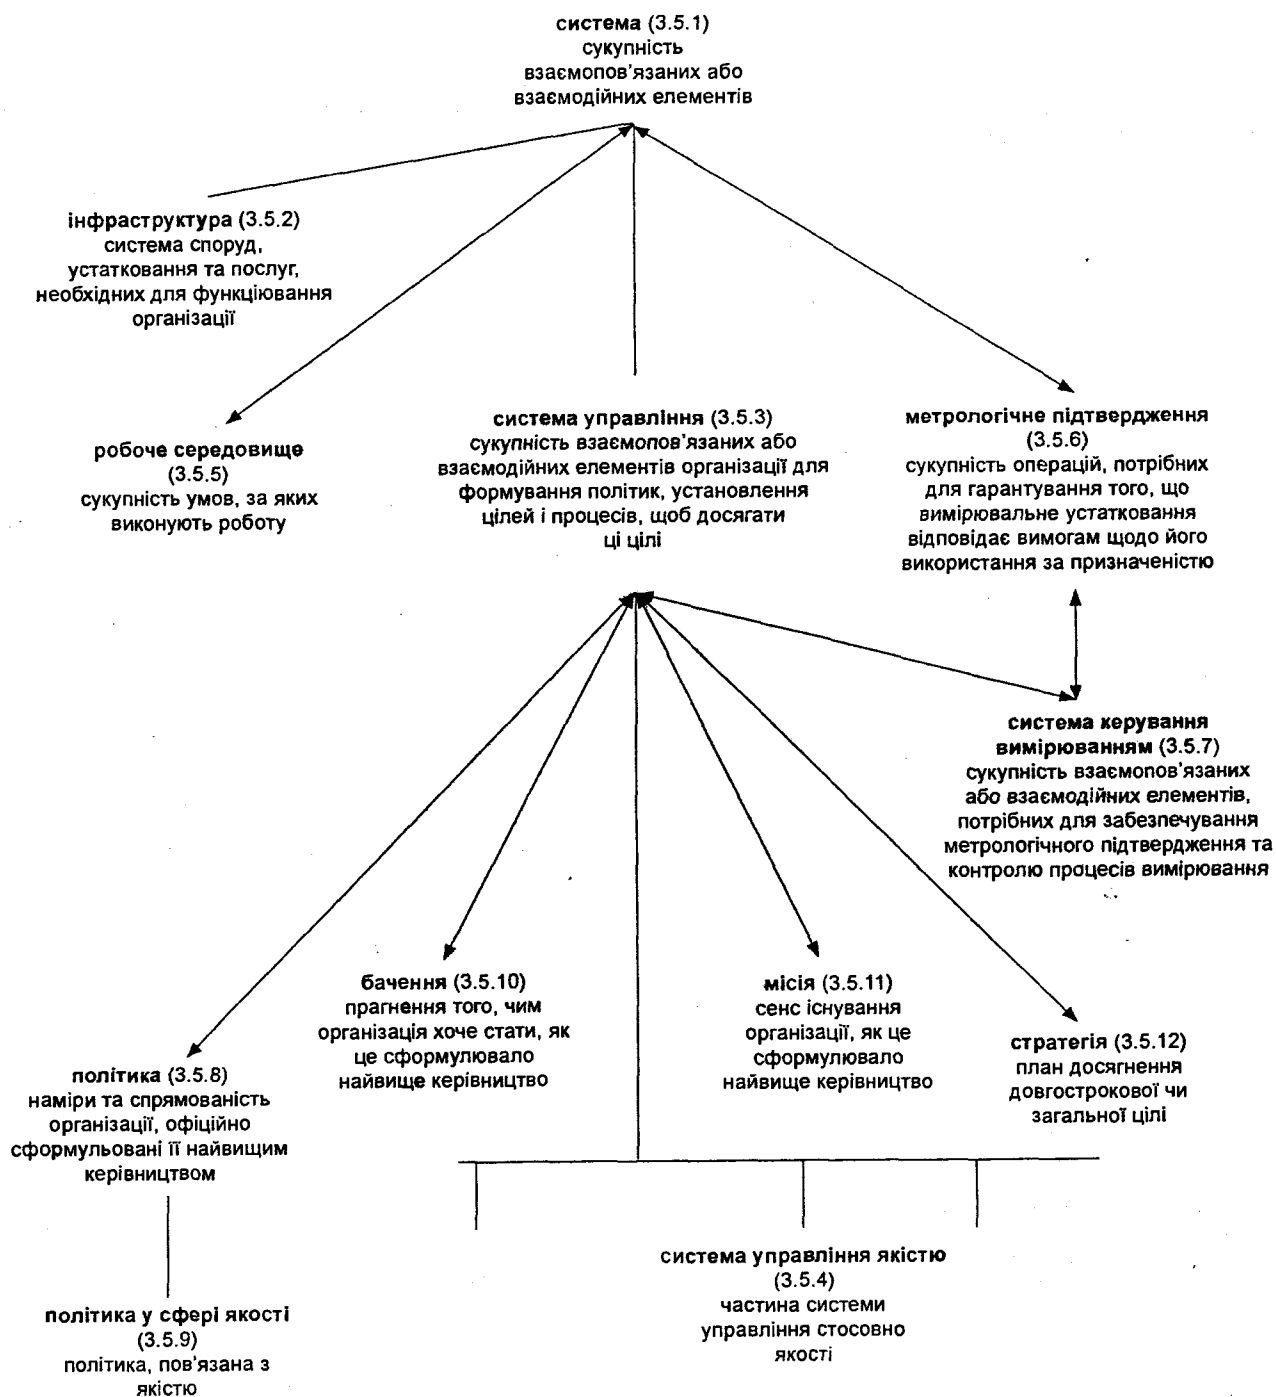 система (3.5.1)
сукупність
взаємопов'язаних або
взаємодійних елементів
інфраструктура (3.5.2)
система споруд,
устатковання та послуг,
необхідних для функціювання
організації
робоче середовище
(3.5.5)
сукупність умов, за яких
виконують роботу
система управління (3.5.3)
сукупність взаємопов'язаних або
взаємодійних елементів організації для
формування політик, установлення
цілей і процесів, щоб досягати
ці цілі
метрологічне підтвердження
(3.5.6)
сукупність операцій, потрібних
для гарантування того, що
вимірювальне устатковання
відповідає вимогам щодо його
використання за призначеністю
система керування
вимірюванням (3.5.7)
сукупність взаємопов'язаних
або взаємодійних елементів,
потрібних для забезпечування
метрологічного підтвердження та
контролю процесів вимірювання
бачення (3.5.10)
прагнення того, чим
організація хоче стати, як
це сформулювало
найвище керівництво
місія (3.5.11)
сенс існування
організації, як це
сформулювало
найвище керівництво
стратегія (3.5.12)
план досягнення
довгострокової чи
загальної цілі
політика (3.5.8)
наміри та спрямованість
організації, офіційно
сформульовані її найвищим
керівництвом
система управління якістю
(3.5.4)
частина системи
управління стосовно
якості
політика у сфері якості
(3.5.9)
політика, пов'язана з
якістю